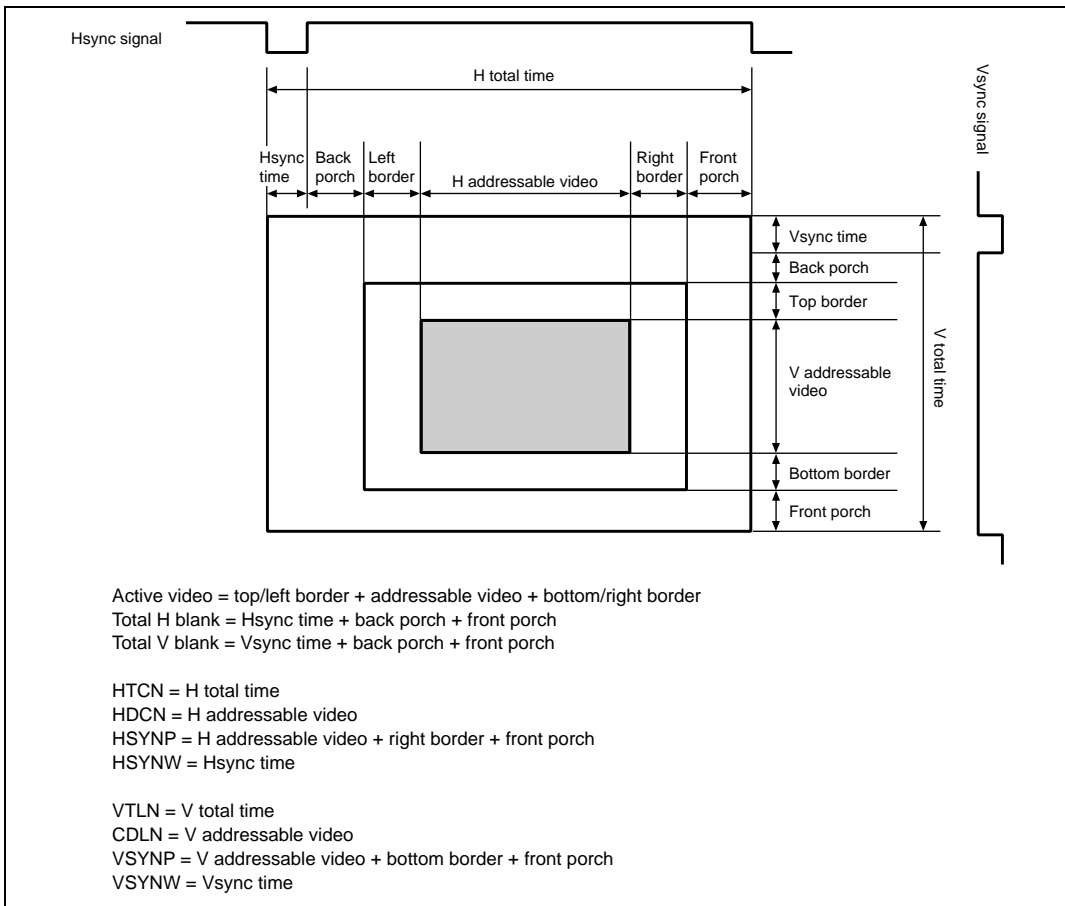 Hsync signal
H total time
Vsync signal
Hsync time
Back porch
Left border
H addressable video
Right border
Front porch
Vsync time
Back porch
Top border
V addressable video
Bottom border
Front porch
V total time
Active video = top/left border + addressable video + bottom/right border
Total H blank = Hsync time + back porch + front porch
Total V blank = Vsync time + back porch + front porch
HTCN = H total time
HDCN = H addressable video
HSYNP = H addressable video + right border + front porch
HSYNW = Hsync time
VTLN = V total time
CDLN = V addressable video
VSYNP = V addressable video + bottom border + front porch
VSYNW = Vsync time